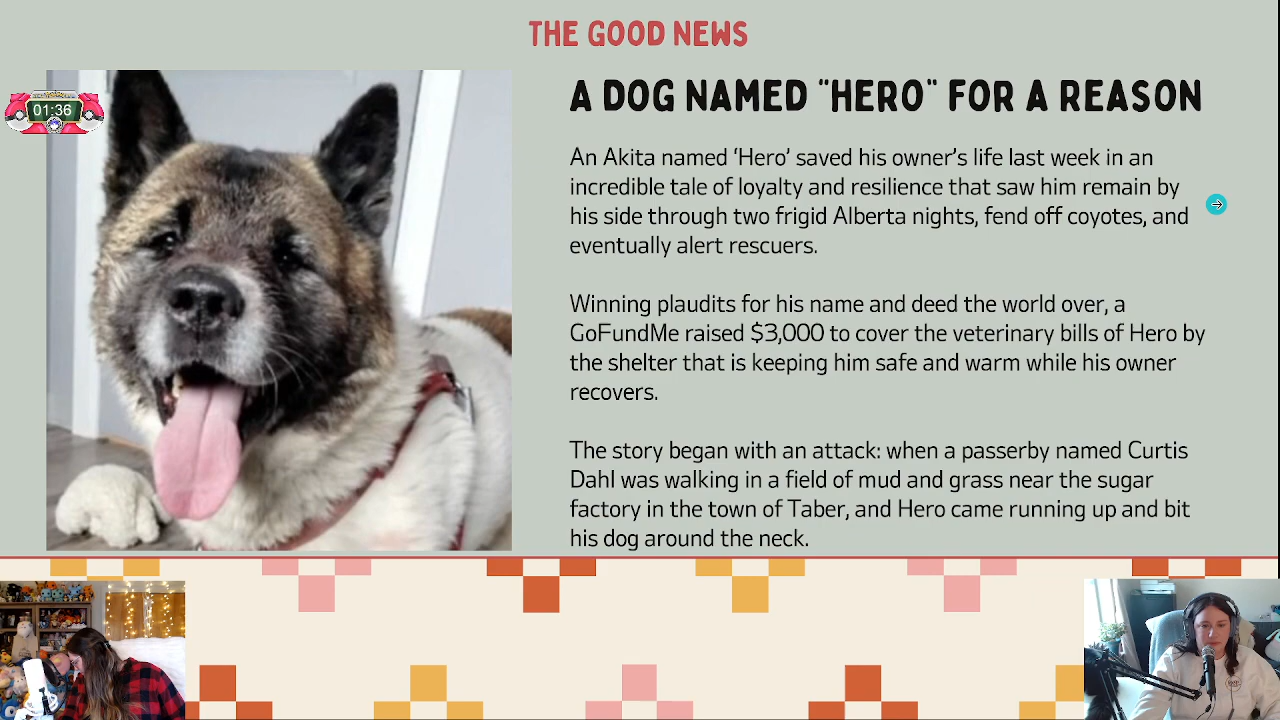 THE GOOD NEWS
01:36
A DOG NAMED "HERO" FOR A REASON
An Akita named ‘Hero’ saved his owner’s life last week in an
incredible tale of loyalty and resilience that saw him remain by
his side through two frigid Alberta nights, fend off coyotes, and
eventually alert rescuers.
Winning plaudits for his name and deed the world over, a
GoFundMe raised $3,000 to cover the veterinary bills of Hero by
the shelter that is keeping him safe and warm while his owner
recovers.
The story began with an attack: when a passerby named Curtis
Dahl was walking in a field of mud and grass near the sugar
factory in the town of Taber, and Hero came running up and bit
his dog around the neck.